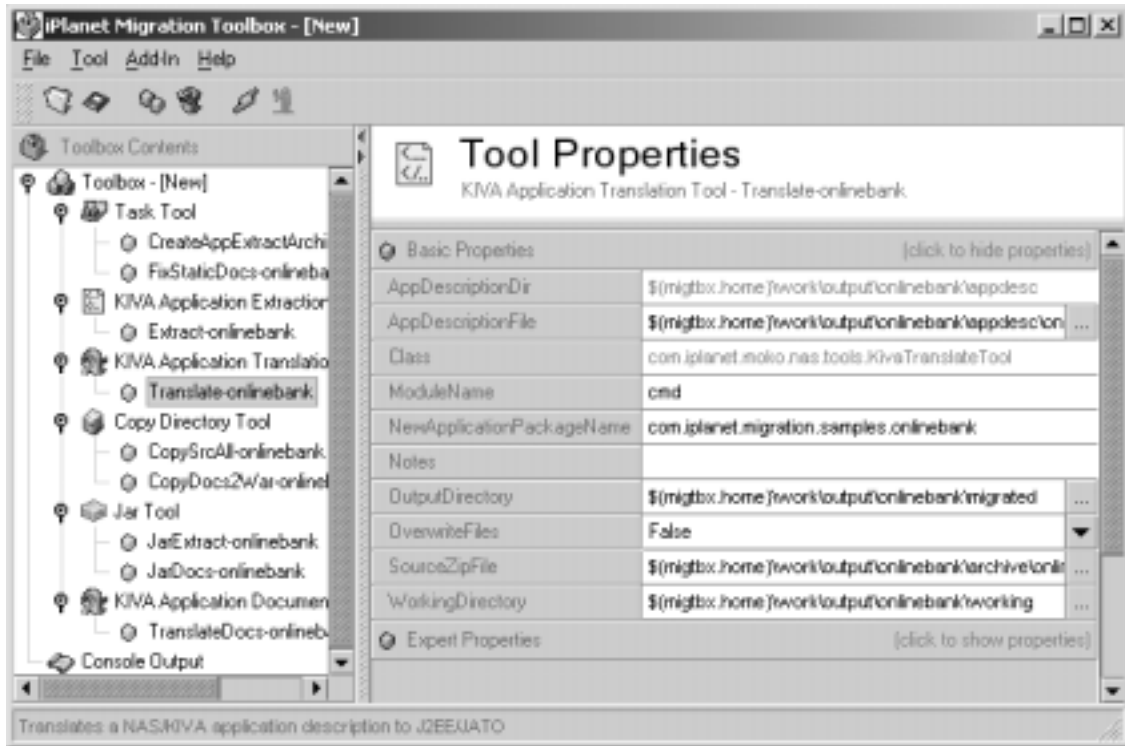 iPlanet Migration Toolbox - [New]
File Tool Add-In Help
Toolbox Contents
Toolbox - [New]
Task Tool
CreateAppExtractArchi
FixStaticDocs-onlineba
KIVA Application Extraction
Extract-onlinebank
KIVA Application Translatio
Translate-onlinebank
Copy Directory Tool
CopySrcAll-onlinebank
CopyDocs2War-onlinel
Jar Tool
JarExtract-onlinebank
JarDocs-onlinebank
KIVA Application Documen
TranslateDocs-onlineb
Console Output
Tool Properties
KIVA Application Translation Tool - Translate-onlinebank
Basic Properties [click to hide properties]
AppDescriptionDir $(migtbx.home)\work\output\onlinebank\appdesc
AppDescriptionFile $(migtbx.home)\work\output\onlinebank\appdesc\on ...
Class com.iplanet.moko.nas.tools.KivaTranslateTool
ModuleName cmd
NewApplicationPackageName com.iplanet.migration.samples.onlinebank
Notes
OutputDirectory $(migtbx.home)\work\output\onlinebank\migrated ...
OverwriteFiles False
SourceZipFile $(migtbx.home)\work\output\onlinebank\archive\onlin ...
WorkingDirectory $(migtbx.home)\work\output\onlinebank\working ...
Expert Properties [click to show properties]
Translates a NAS/KIVA application description to J2EE/JATO